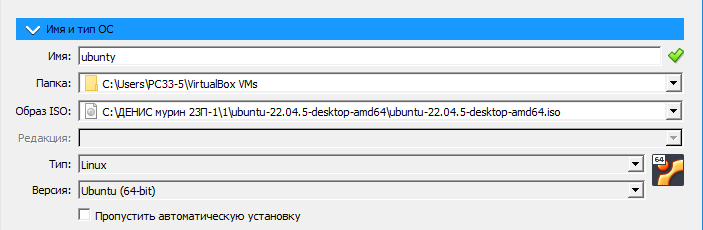 Имя и тип ОС
Имя: ubunty
Папка: C:\Users\PC33-5\VirtualBox VMs
Образ ISO: C:\ДЕНИС мурин 23П-1\1\ubuntu-22.04.5-desktop-amd64\ubuntu-22.04.5-desktop-amd64.iso
Редакция:
Тип: Linux
64
Версия: Ubuntu (64-bit)
Пропустить автоматическую установку